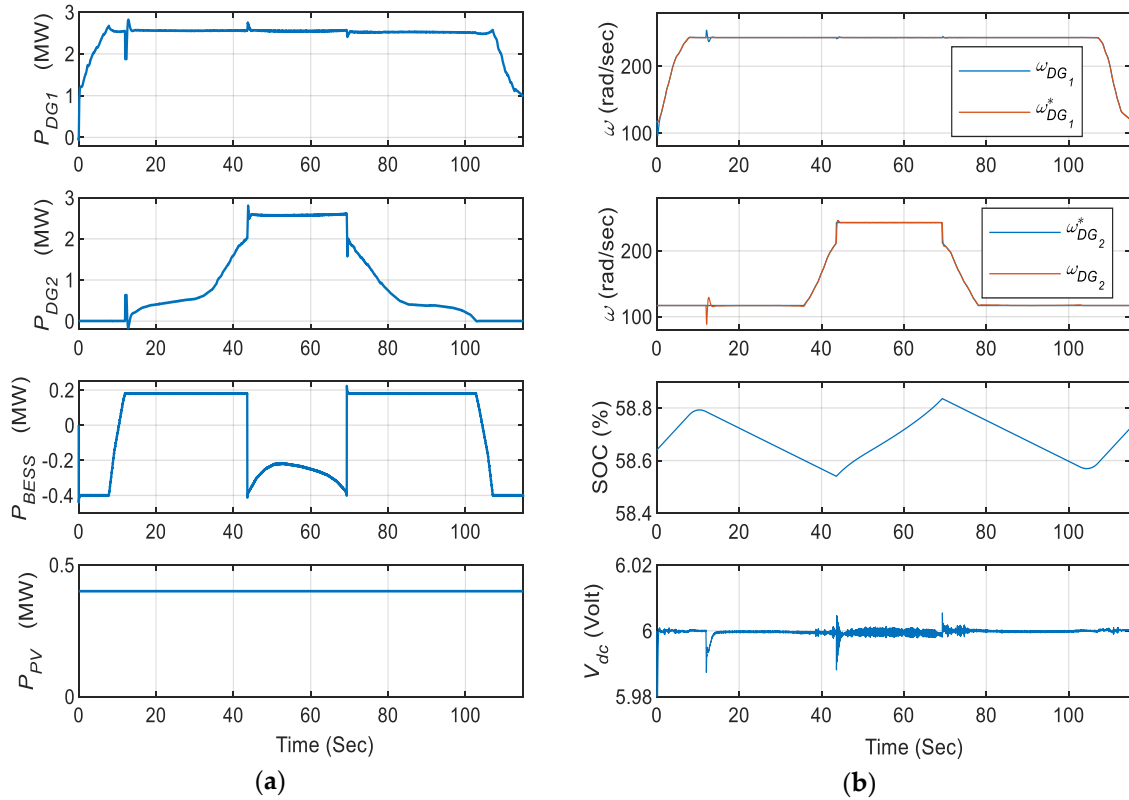 P_DG1 (MW)
3
2
1
0
0 20 40 60 80 100
P_DG2 (MW)
3
2
1
0
0 20 40 60 80 100
P_BESS (MW)
0.2
0
-0.2
-0.4
0 20 40 60 80 100
P_PV (MW)
0.5
0
0 20 40 60 80 100
Time (Sec)
(a)
ω (rad/sec)
200
100
ω_DG_1
ω*_DG_1
0 20 40 60 80 100
ω (rad/sec)
200
100
ω*_DG_2
ω_DG_2
0 20 40 60 80 100
SOC (%)
58.8
58.6
58.4
0 20 40 60 80 100
V_dc (Volt)
6.02
6
5.98
0 20 40 60 80 100
Time (Sec)
(b)